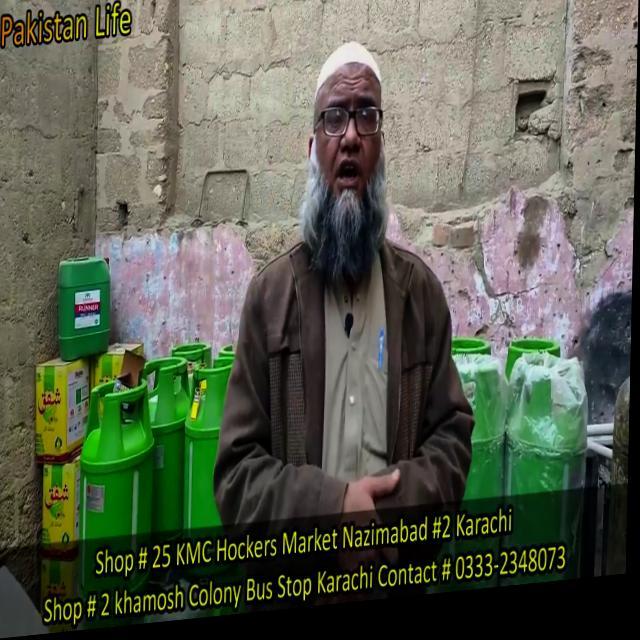 Pakistan Life
RUNNER
شفق
شفق
Shop # 25 KMC Hockers Market Nazimabad #2 Karachi
Shop # 2 khamosh Colony Bus Stop Karachi Contact # 0333-2348073